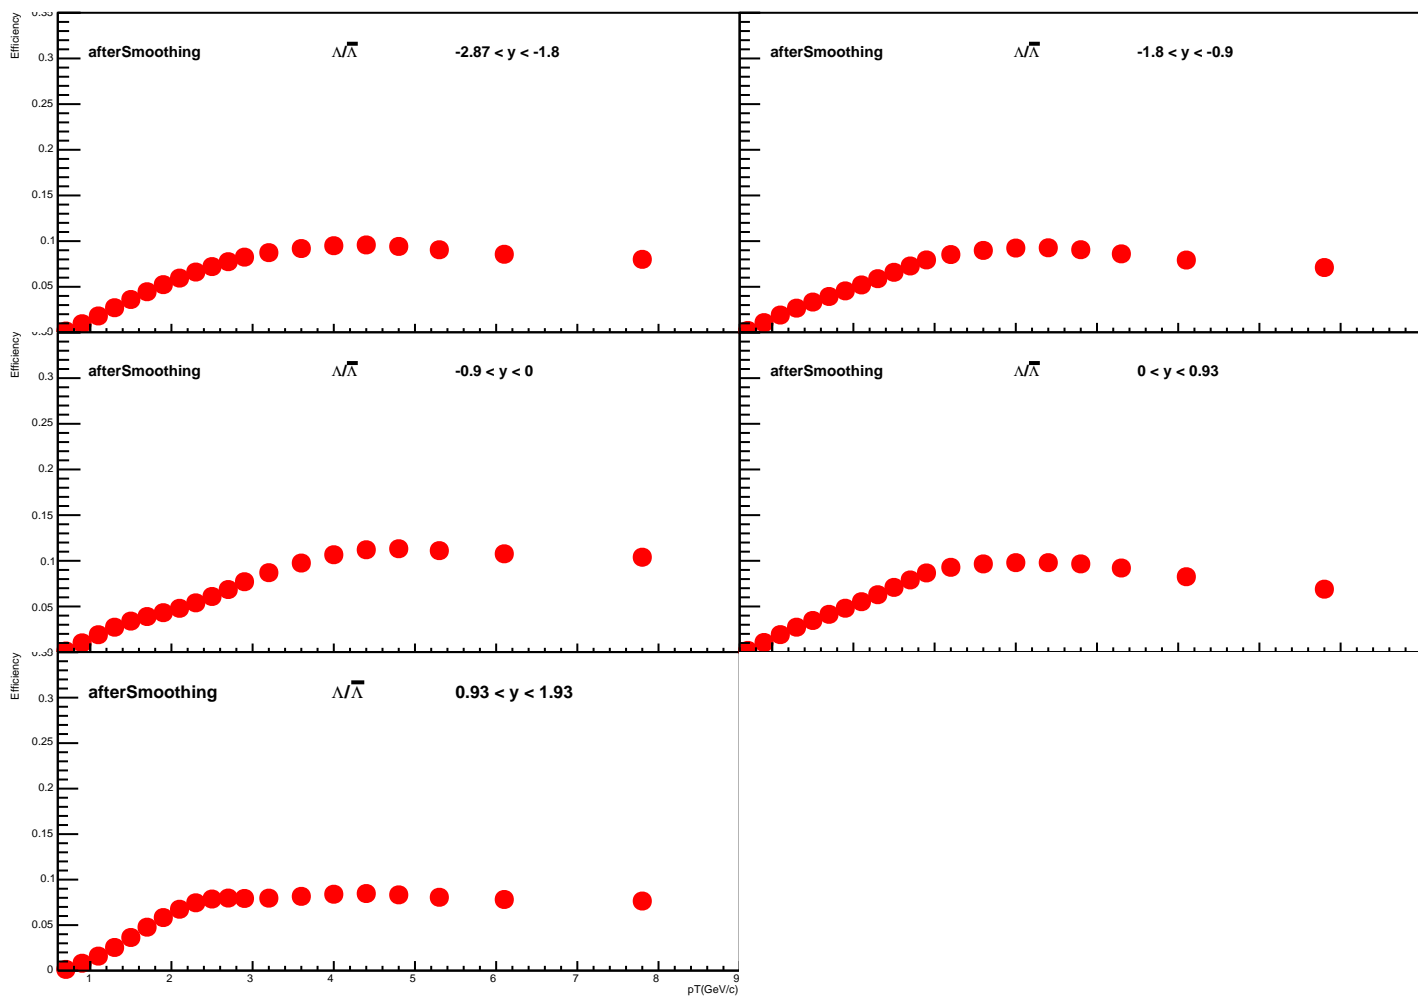 Efficiency
0.35
afterSmoothing Λ/Λ̅ -2.87 < y < -1.8
0.3
0.25
0.2
0.15
0.1
0.05
afterSmoothing Λ/Λ̅ -1.8 < y < -0.9
Efficiency
afterSmoothing Λ/Λ̅ -0.9 < y < 0
0.3
0.25
0.2
0.15
0.1
0.05
afterSmoothing Λ/Λ̅ 0 < y < 0.93
Efficiency
afterSmoothing Λ/Λ̅ 0.93 < y < 1.93
0.3
0.25
0.2
0.15
0.1
0.05
0
1 2 3 4 5 6 7 8 9
pT(GeV/c)